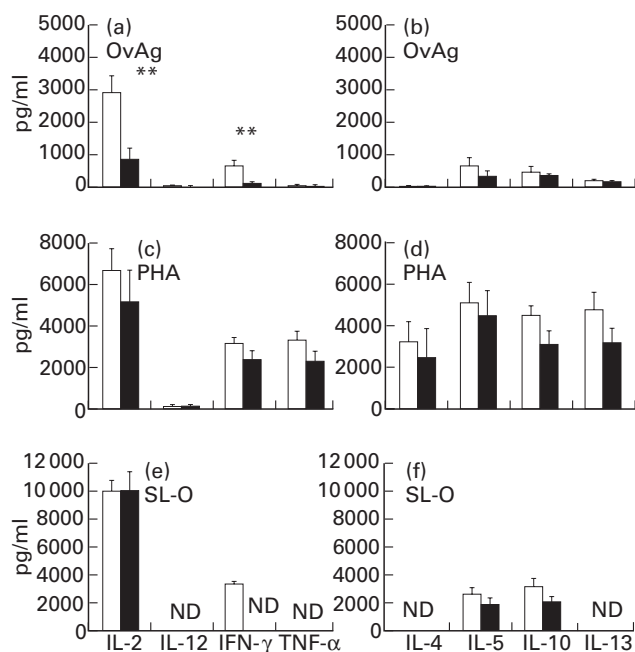 (a)
OvAg
**
**
5000
4000
3000
2000
1000
0
pg/ml
(b)
OvAg
5000
4000
3000
2000
1000
0
(c)
PHA
8000
6000
4000
2000
0
pg/ml
(d)
PHA
8000
6000
4000
2000
0
(e)
SL-O
12 000
10 000
8000
6000
4000
2000
0
pg/ml
ND
ND
ND
IL-2 IL-12 IFN-γ TNF-α
(f)
SL-O
12 000
10 000
8000
6000
4000
2000
0
ND
ND
IL-4 IL-5 IL-10 IL-13